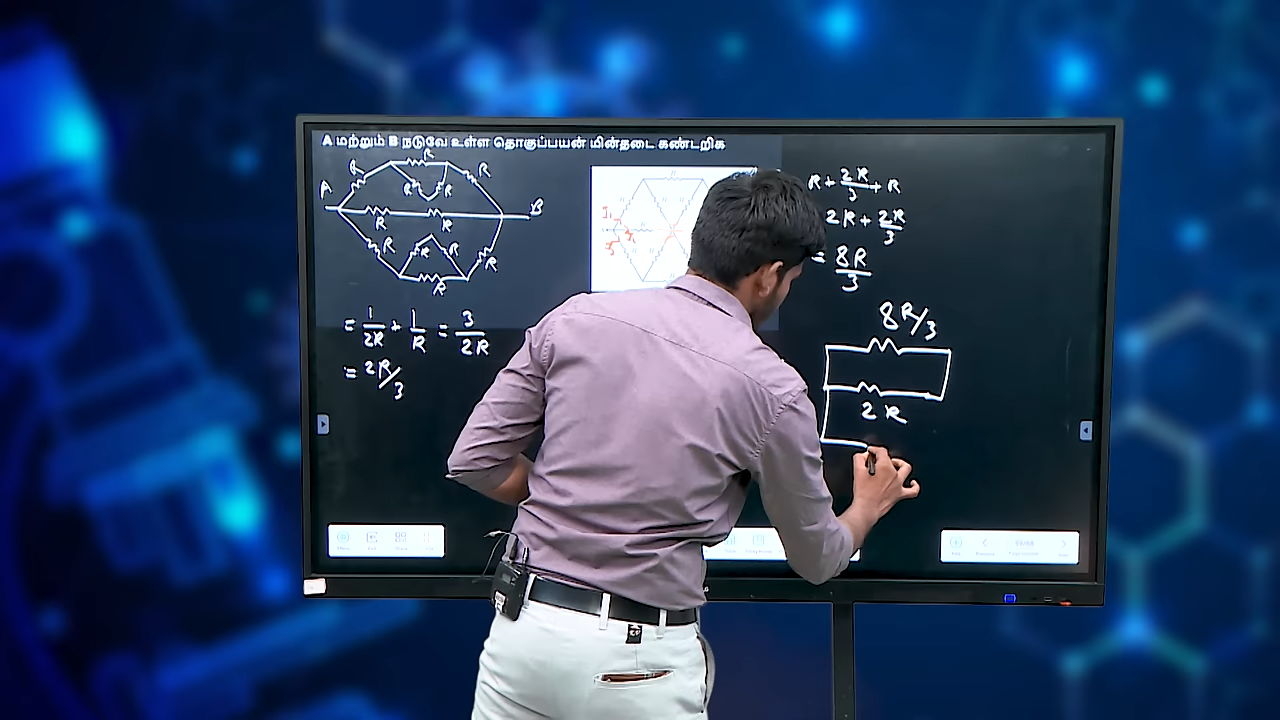 A மற்றும் B நடுவே உள்ள தொகுப்பயன் மின்தடை கண்டறிக
R R R
A R R B
R R
R R
R R R
R
= 1/2R + 1/R = 3/2R
= 2R/3
I₁
R + 2R/3 + R
2R + 2R/3
= 8R/3
8R/3
2R